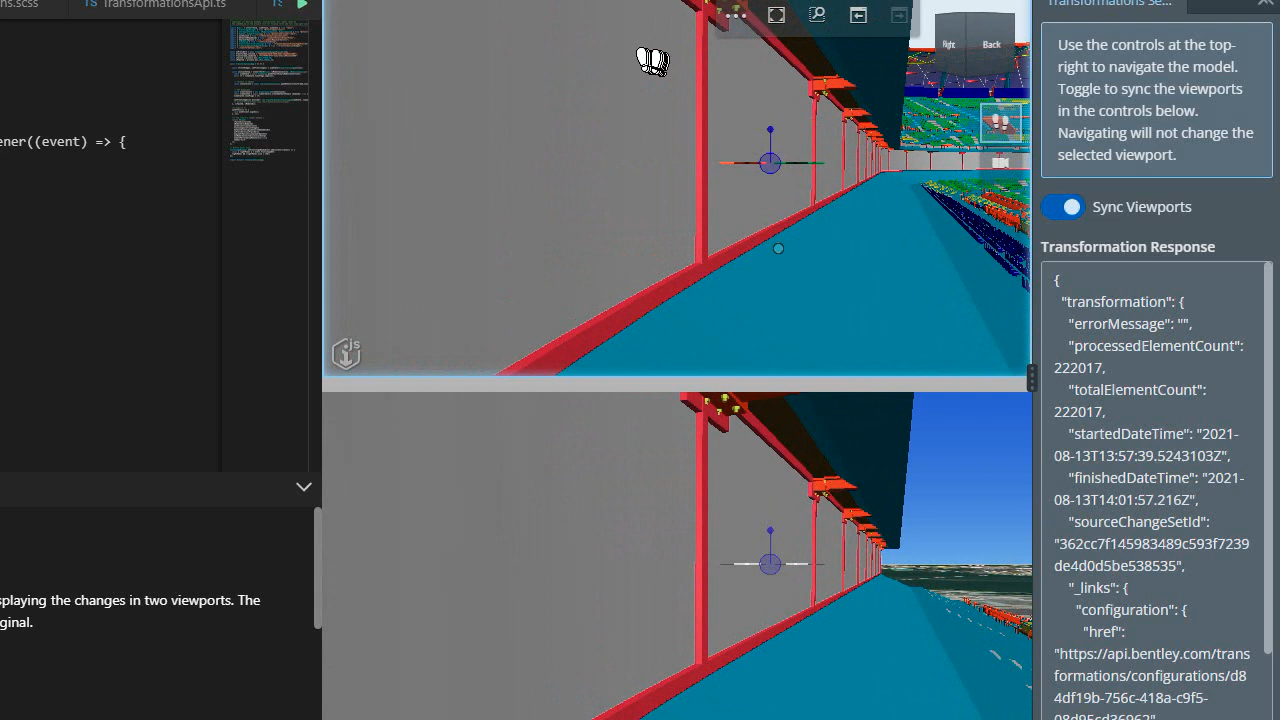 ns.scss
TransformationsApi.ts
TS
ener((event) => {
splaying the changes in two viewports. The
ginal.
Right
Back
js
Transformations Se...
Use the controls at the top-
right to navigate the model.
Toggle to sync the viewports
in the controls below.
Navigating will not change the
selected viewport.
Sync Viewports
Transformation Response
{
"transformation": {
"errorMessage": "",
"processedElementCount":
222017,
"totalElementCount":
222017,
"startedDateTime": "2021-
08-13T13:57:39.5243103Z",
"finishedDateTime": "2021-
08-13T14:01:57.216Z",
"sourceChangeSetId":
"362cc7f145983489c593f7239
de4d0d5be538535",
"_links": {
"configuration": {
"href":
"https://api.bentley.com/trans
formations/configurations/d8
4df19b-756c-418a-c9f5-
08d95cd36962"